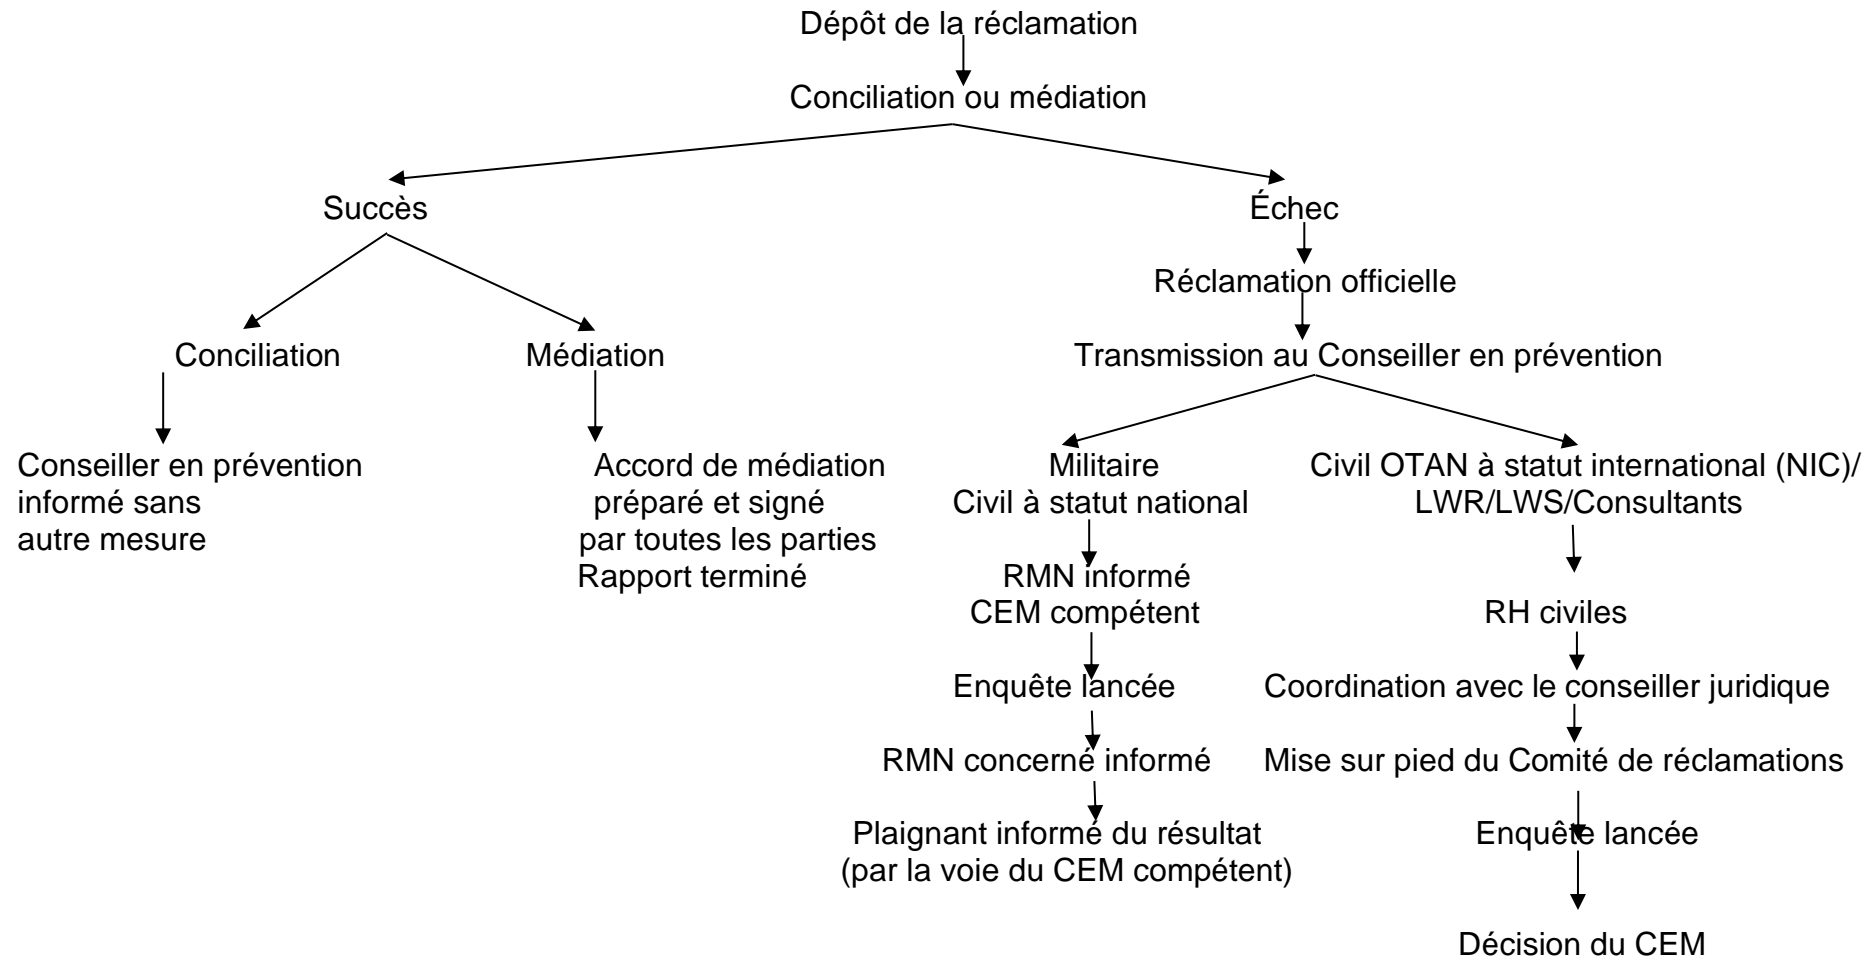 Dépôt de la réclamation
Conciliation ou médiation
Succès
Échec
Réclamation officielle
Conciliation
Médiation
Transmission au Conseiller en prévention
Conseiller en prévention
informé sans
autre mesure
Accord de médiation
préparé et signé
par toutes les parties
Rapport terminé
Militaire
Civil à statut national
RMN informé
CEM compétent
Enquête lancée
RMN concerné informé
Plaignant informé du résultat
(par la voie du CEM compétent)
Civil OTAN à statut international (NIC)/
LWR/LWS/Consultants
RH civiles
Coordination avec le conseiller juridique
Mise sur pied du Comité de réclamations
Enquête lancée
Décision du CEM